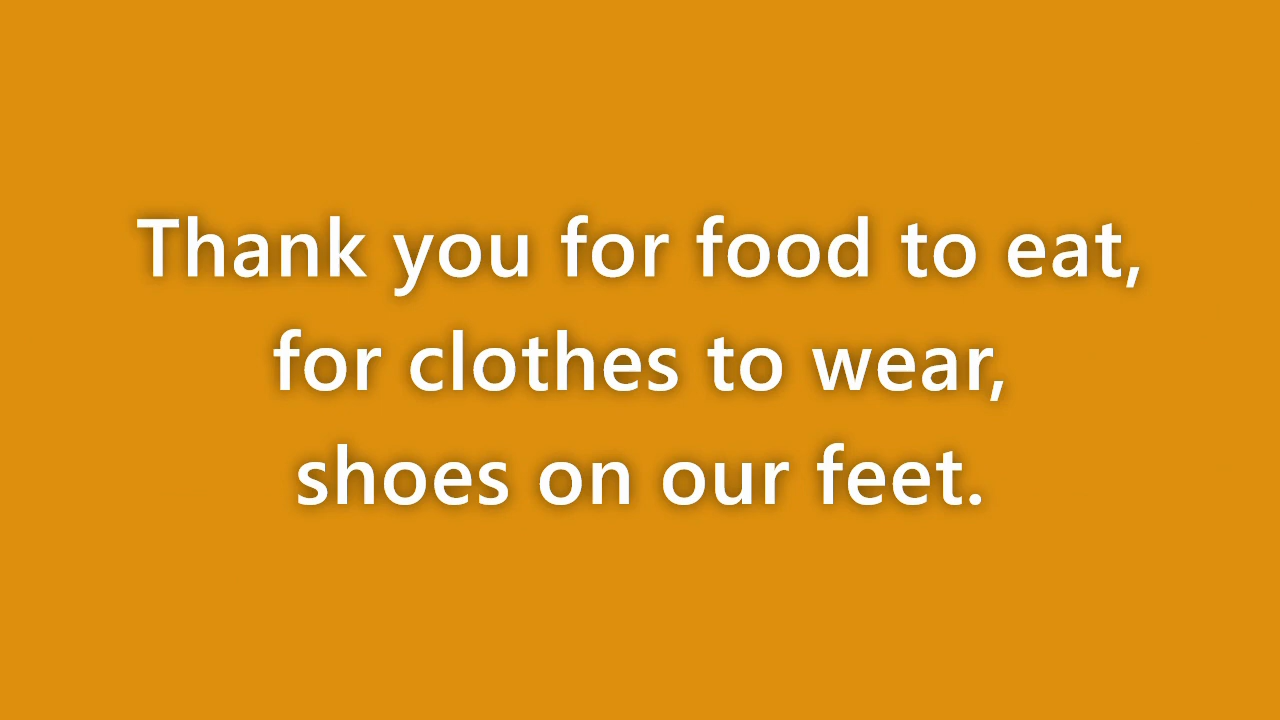 Thank you for food to eat,
for clothes to wear,
shoes on our feet.